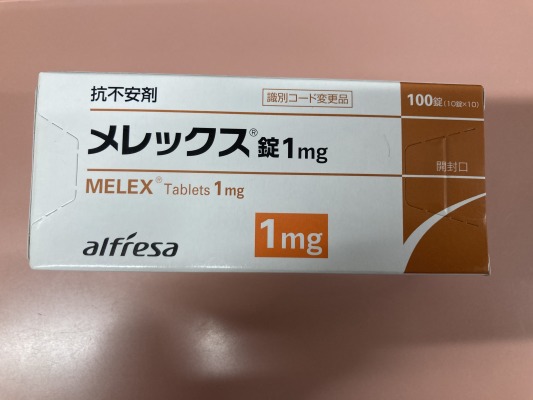 抗不安剤
識別コード変更品
100錠(10錠×10)
メレックス®錠1mg
開封口
MELEX® Tablets 1mg
1mg
alfresa